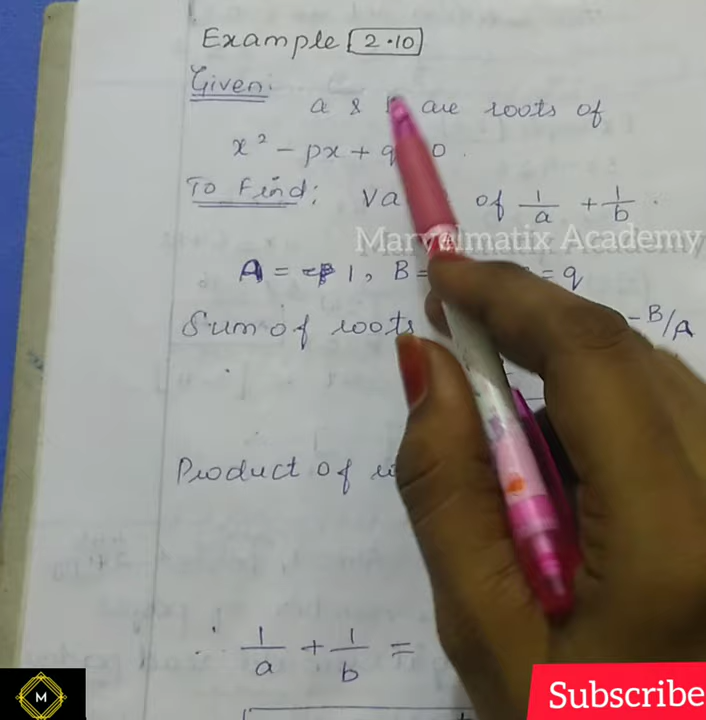 Example 2.10
Given:
a & are roots of
x² - px + q 0.
To Find: of 1/a + 1/b.
Marvelmatix Academy
A = 1, B = = q
Sum of roots -B/A
Product of
∴ 1/a + 1/b =
M
Subscribe